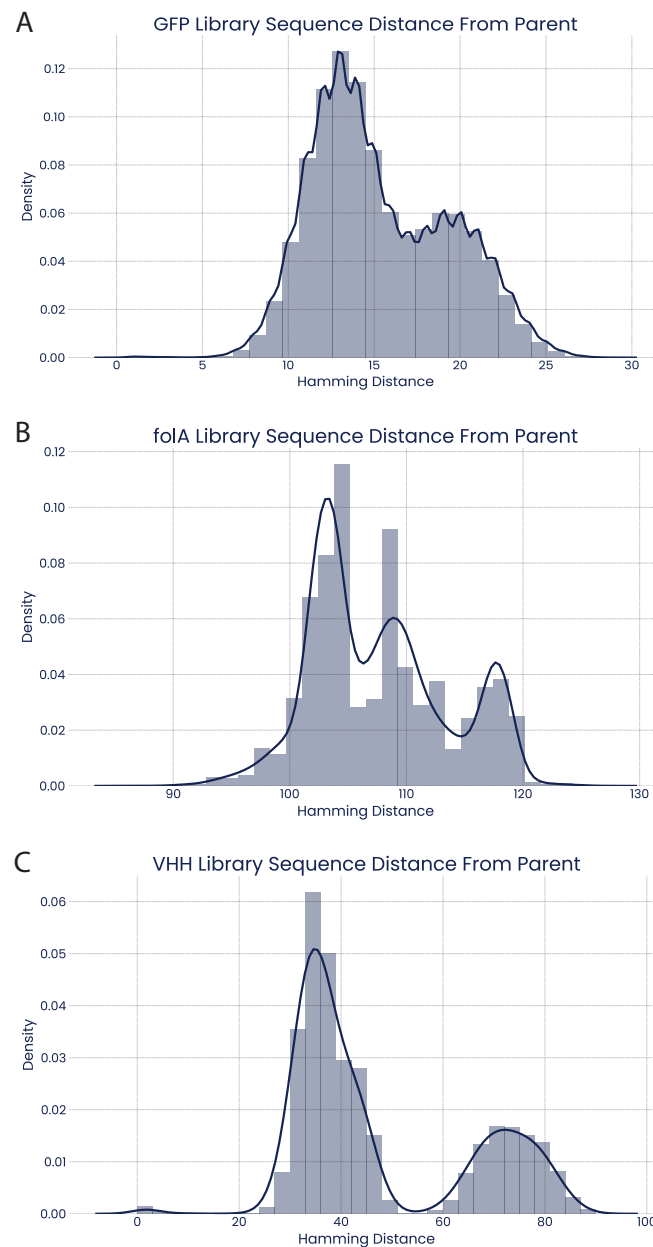 A
GFP Library Sequence Distance From Parent
0.12
0.10
0.08
0.06
0.04
0.02
0.00
Density
0 5 10 15 20 25 30
Hamming Distance
B
folA Library Sequence Distance From Parent
0.12
0.10
0.08
0.06
0.04
0.02
0.00
Density
90 100 110 120 130
Hamming Distance
C
VHH Library Sequence Distance From Parent
0.06
0.05
0.04
0.03
0.02
0.01
0.00
Density
0 20 40 60 80 100
Hamming Distance